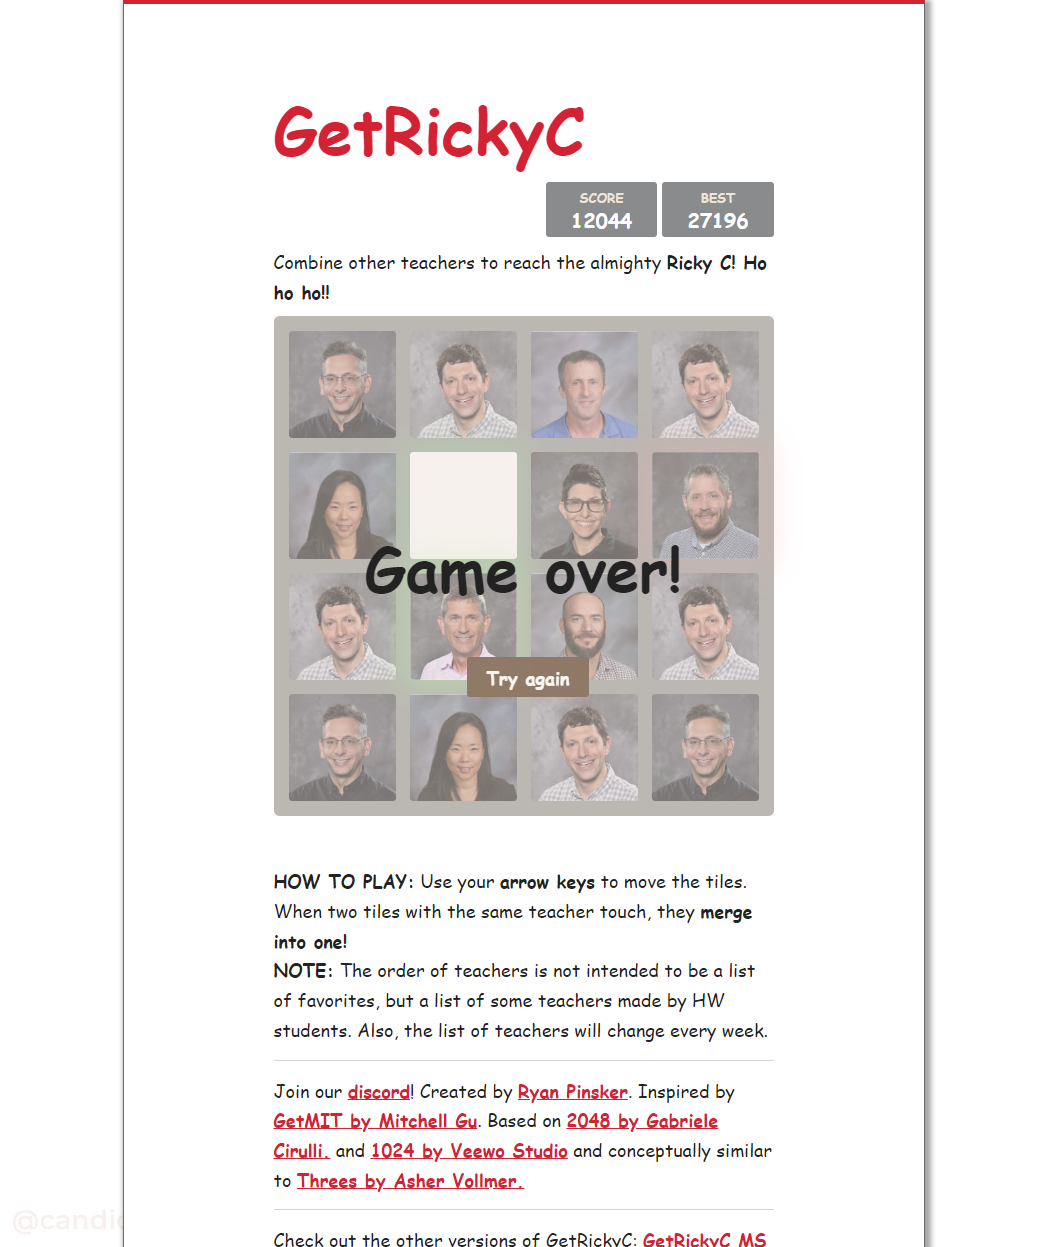 GetRickyC
SCORE
12044
BEST
27196
Combine other teachers to reach the almighty Ricky C! Ho
ho ho!!
Game over!
Try again
HOW TO PLAY: Use your arrow keys to move the tiles.
When two tiles with the same teacher touch, they merge
into one!
NOTE: The order of teachers is not intended to be a list
of favorites, but a list of some teachers made by HW
students. Also, the list of teachers will change every week.
Join our discord! Created by Ryan Pinsker. Inspired by
GetMIT by Mitchell Gu. Based on 2048 by Gabriele
Cirulli. and 1024 by Veewo Studio and conceptually similar
to Threes by Asher Vollmer.
Check out the other versions of GetRickyC: GetRickyC MS